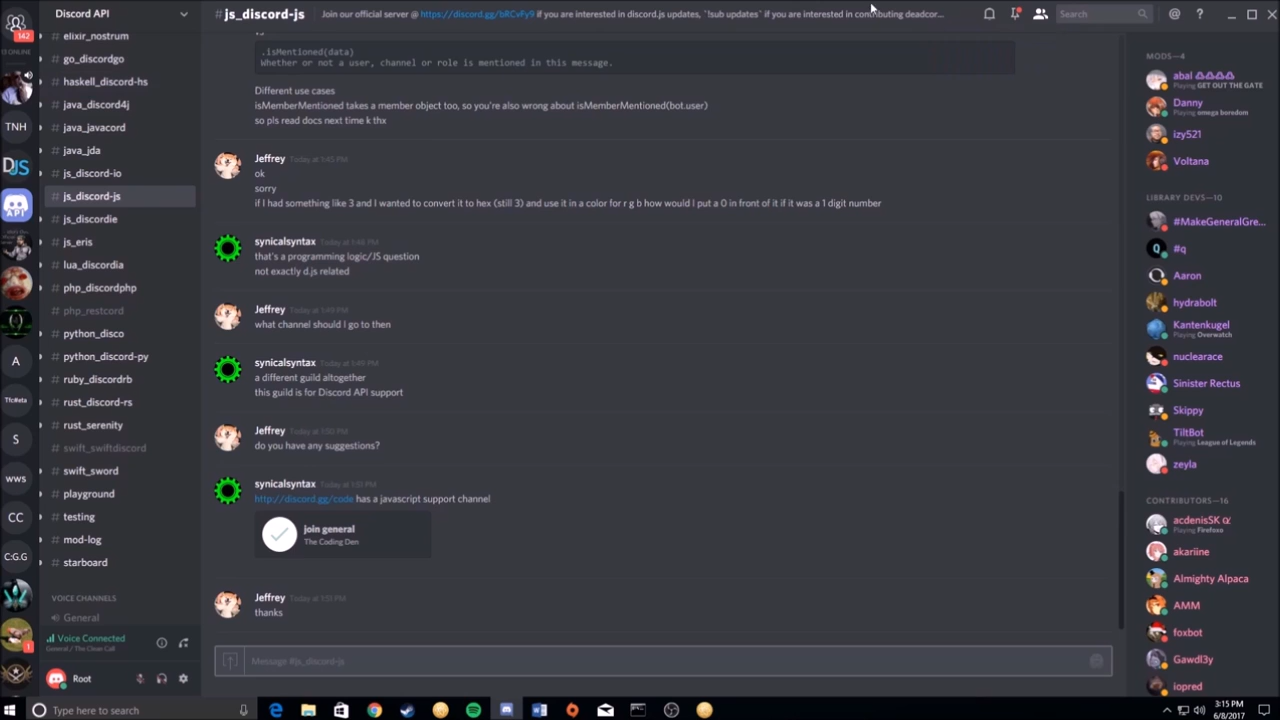 142
13 ONLINE
TNH
DJS
API
A
TfcBeta
S
wws
CC
C:G.G
1
Discord API
# elixir_nostrum
# go_discordgo
# haskell_discord-hs
# java_discord4j
# java_javacord
# java_jda
# js_discord-io
# js_discord-js
# js_discordie
# js_eris
# lua_discordia
# php_discordphp
# php_restcord
# python_disco
# python_discord-py
# ruby_discordrb
# rust_discord-rs
# rust_serenity
# swift_swiftdiscord
# swift_sword
# playground
# testing
# mod-log
# starboard
VOICE CHANNELS
General
Voice Connected
General / The Clean Call
Root
# js_discord-js Join our official server @ https://discord.gg/bRCvFy9 if you are interested in discord.js updates, '!sub updates' if you are interested in contributing deadcor...
Search
.isMentioned(data)
Whether or not a user, channel or role is mentioned in this message.
Different use cases
isMemberMentioned takes a member object too, so you're also wrong about isMemberMentioned(bot.user)
so pls read docs next time k thx
Jeffrey Today at 1:45 PM
ok
sorry
if I had something like 3 and I wanted to convert it to hex (still 3) and use it in a color for r g b how would I put a 0 in front of it if it was a 1 digit number
synicalsyntax Today at 1:46 PM
that's a programming logic/JS question
not exactly d.js related
Jeffrey Today at 1:49 PM
what channel should I go to then
synicalsyntax Today at 1:49 PM
a different guild altogether
this guild is for Discord API support
Jeffrey Today at 1:50 PM
do you have any suggestions?
synicalsyntax Today at 1:51 PM
http://discord.gg/code has a javascript support channel
join general
The Coding Den
Jeffrey Today at 1:51 PM
thanks
Message #js_discord-js
MODS—4
abal
Playing GET OUT THE GATE
Danny
Playing omega boredom
izy521
Voltana
LIBRARY DEVS—10
#MakeGeneralGre...
#q
Aaron
hydrabolt
Kantenkugel
Playing Overwatch
nuclearace
Sinister Rectus
Skippy
TiltBot
Playing League of Legends
zeyla
CONTRIBUTORS—16
acdenisSK
Playing Firefoxo
akariine
Almighty Alpaca
AMM
foxbot
Gawdl3y
iopred
Type here to search
3:15 PM
6/8/2017